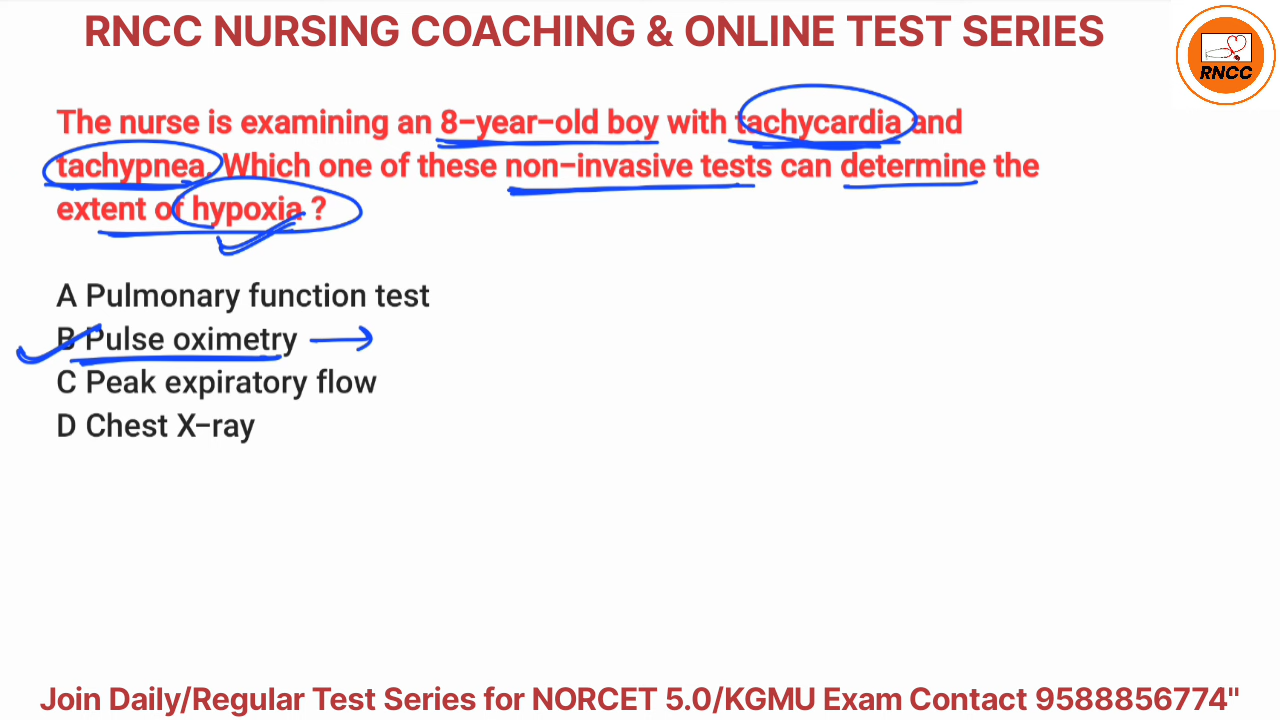 RNCC NURSING COACHING & ONLINE TEST SERIES
RNCC
The nurse is examining an 8-year-old boy with tachycardia and
tachypnea. Which one of these non-invasive tests can determine the
extent of hypoxia ?
A Pulmonary function test
B Pulse oximetry
C Peak expiratory flow
D Chest X-ray
Join Daily/Regular Test Series for NORCET 5.0/KGMU Exam Contact 9588856774"